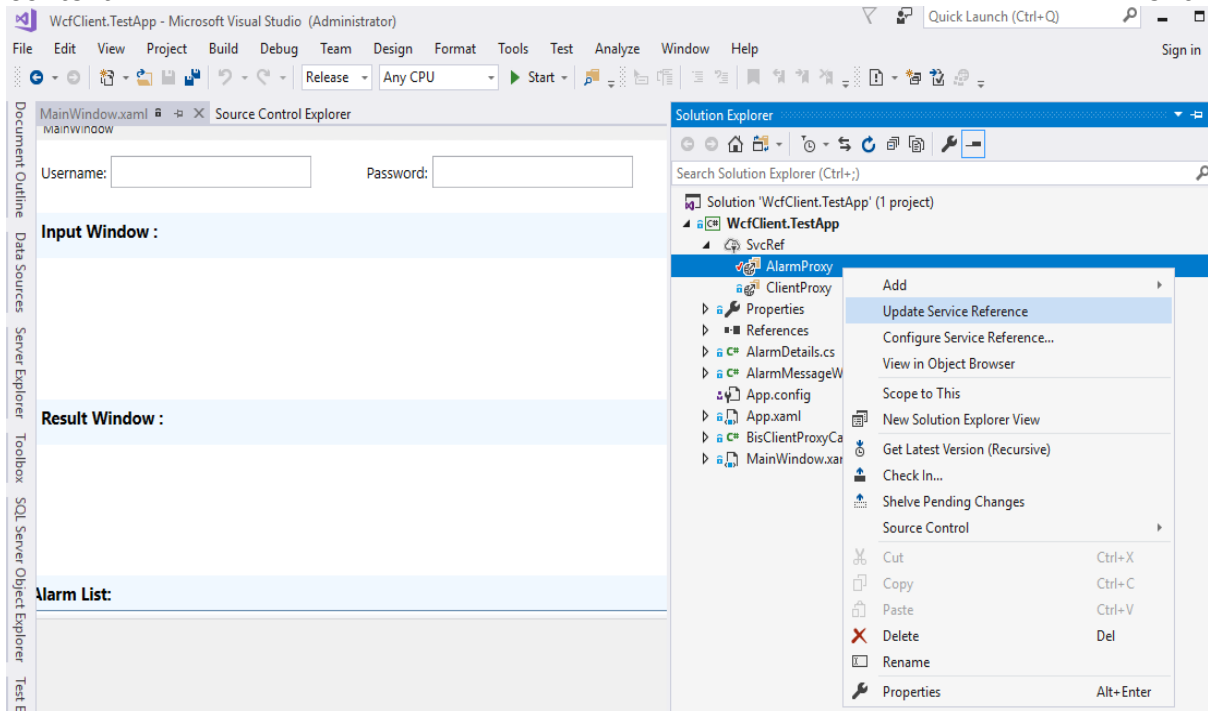 WcfClient.TestApp - Microsoft Visual Studio (Administrator)
Quick Launch (Ctrl+Q)
File Edit View Project Build Debug Team Design Format Tools Test Analyze Window Help
Sign in
Release
Any CPU
Start
Document Outline
Data Sources
Server Explorer
Toolbox
SQL Server Object Explorer
MainWindow.xaml
Source Control Explorer
MainWindow
Username:
Password:
Input Window :
Result Window :
Alarm List:
Solution Explorer
Search Solution Explorer (Ctrl+;)
Solution 'WcfClient.TestApp' (1 project)
C# WcfClient.TestApp
SvcRef
AlarmProxy
ClientProxy
Properties
References
C# AlarmDetails.cs
C# AlarmMessageW
App.config
App.xaml
C# BisClientProxyCa
MainWindow.xar
Add
Update Service Reference
Configure Service Reference...
View in Object Browser
Scope to This
New Solution Explorer View
Get Latest Version (Recursive)
Check In...
Shelve Pending Changes
Source Control
Cut Ctrl+X
Copy Ctrl+C
Paste Ctrl+V
Delete Del
Rename
Properties Alt+Enter